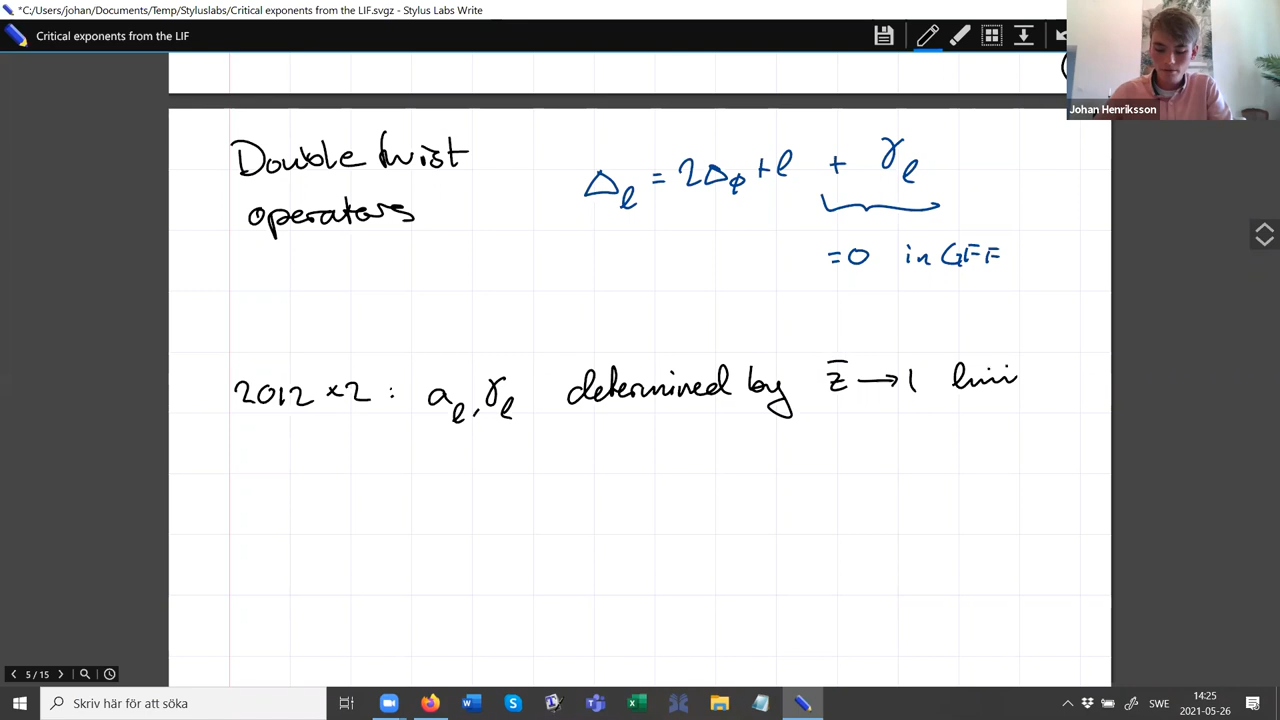 *C:/Users/johan/Documents/Temp/Styluslabs/Critical exponents from the LIF.svgz - Stylus Labs Write
Critical exponents from the LIF
Johan Henriksson
Double twist
operators
Δ_ℓ = 2Δ_ϕ + ℓ + γ_ℓ
= 0 in GFF
2012 × 2 : a_ℓ, γ_ℓ determined by z̄ → 1 limi
5 / 15
Skriv här för att söka
SWE
14:25
2021-05-26